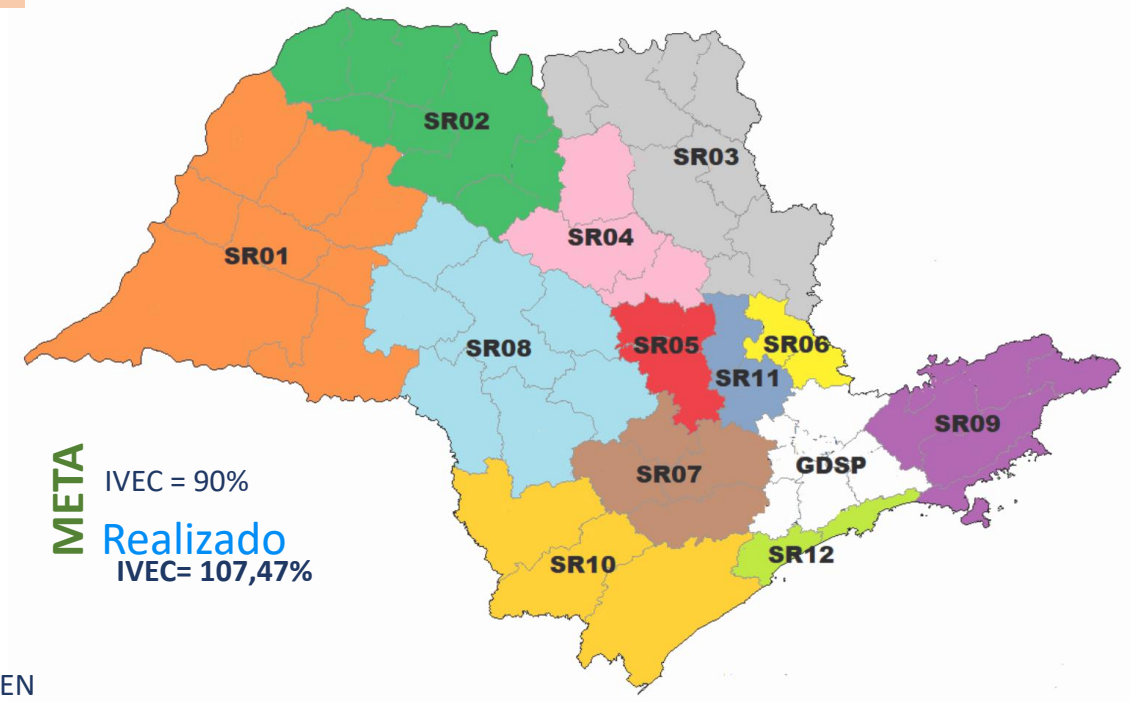 SR02
SR03
SR04
SR01
SR05
SR06
SR08
SR11
SR09
GDSP
SR07
META
IVEC = 90%
Realizado
IVEC= 107,47%
SR12
SR10
EN